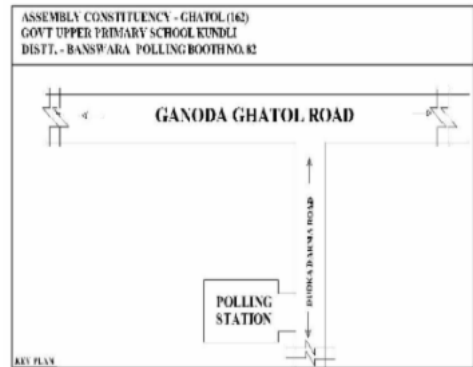 ASSEMBLY CONSTITUENCY - GHATOL (162)
GOVT UPPER PRIMARY SCHOOL KUNDLI
DISTT. - BANSWARA POLLING BOOTH NO. 82
GANODA GHATOL ROAD
ROAD
POLLING
STATION
KEY PLAN